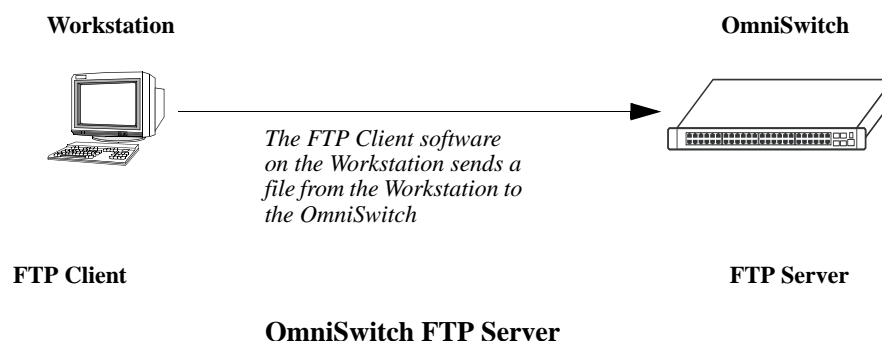 Workstation
OmniSwitch
The FTP Client software
on the Workstation sends a
file from the Workstation to
the OmniSwitch
FTP Client
FTP Server
OmniSwitch FTP Server